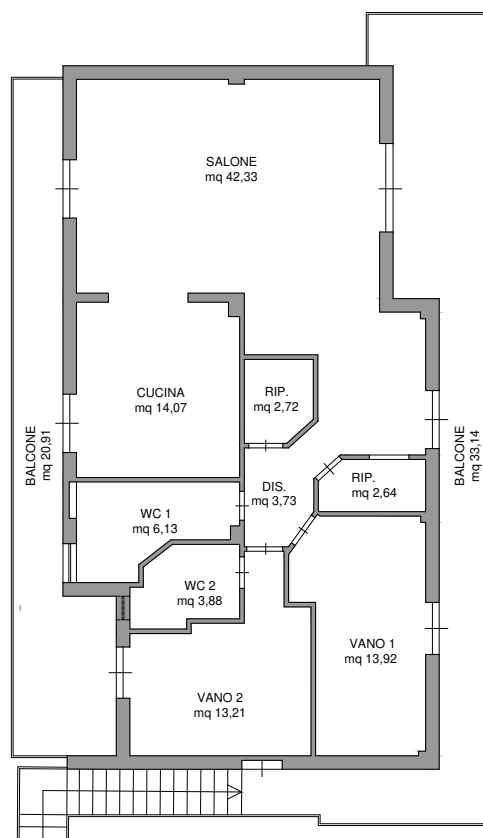 SALONE
mq 42,33
CUCINA
mq 14,07
RIP.
mq 2,72
BALCONE
mq 20,91
BALCONE
mq 33,14
DIS.
mq 3,73
RIP.
mq 2,64
WC 1
mq 6,13
WC 2
mq 3,88
VANO 1
mq 13,92
VANO 2
mq 13,21